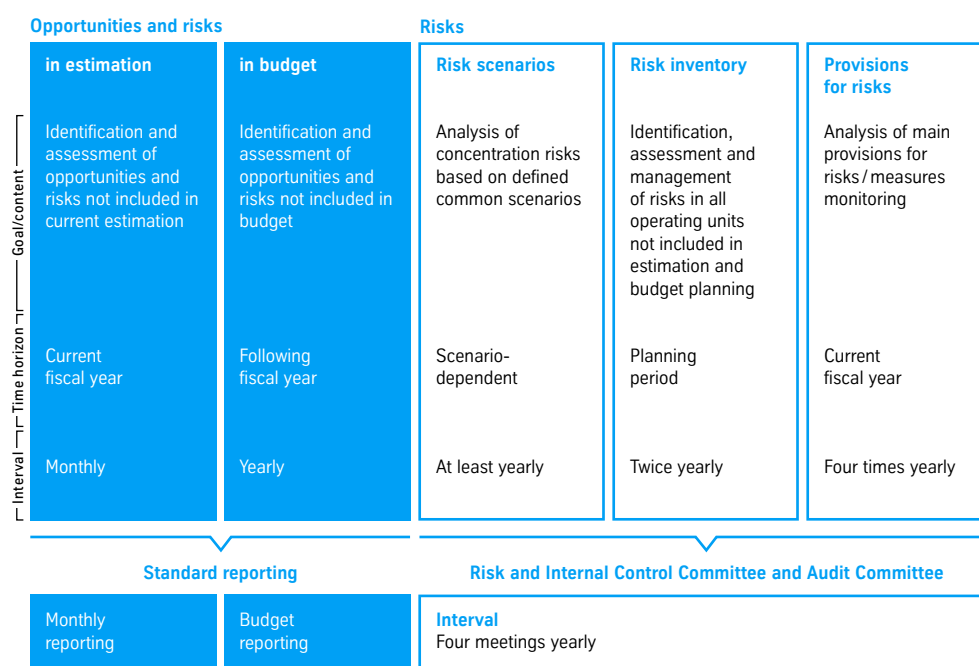 Opportunities and risks
Risks
in estimation
in budget
Risk scenarios
Risk inventory
Provisions
for risks
Goal/content
Identification and
assessment of
opportunities and
risks not included in
current estimation
Identification and
assessment of
opportunities and
risks not included in
budget
Analysis of
concentration risks
based on defined
common scenarios
Identification,
assessment and
management
of risks in all
operating units
not included in
estimation and
budget planning
Analysis of main
provisions for
risks/measures
monitoring
Time horizon
Current
fiscal year
Following
fiscal year
Scenario-
dependent
Planning
period
Current
fiscal year
Interval
Monthly
Yearly
At least yearly
Twice yearly
Four times yearly
Standard reporting
Risk and Internal Control Committee and Audit Committee
Monthly
reporting
Budget
reporting
Interval
Four meetings yearly